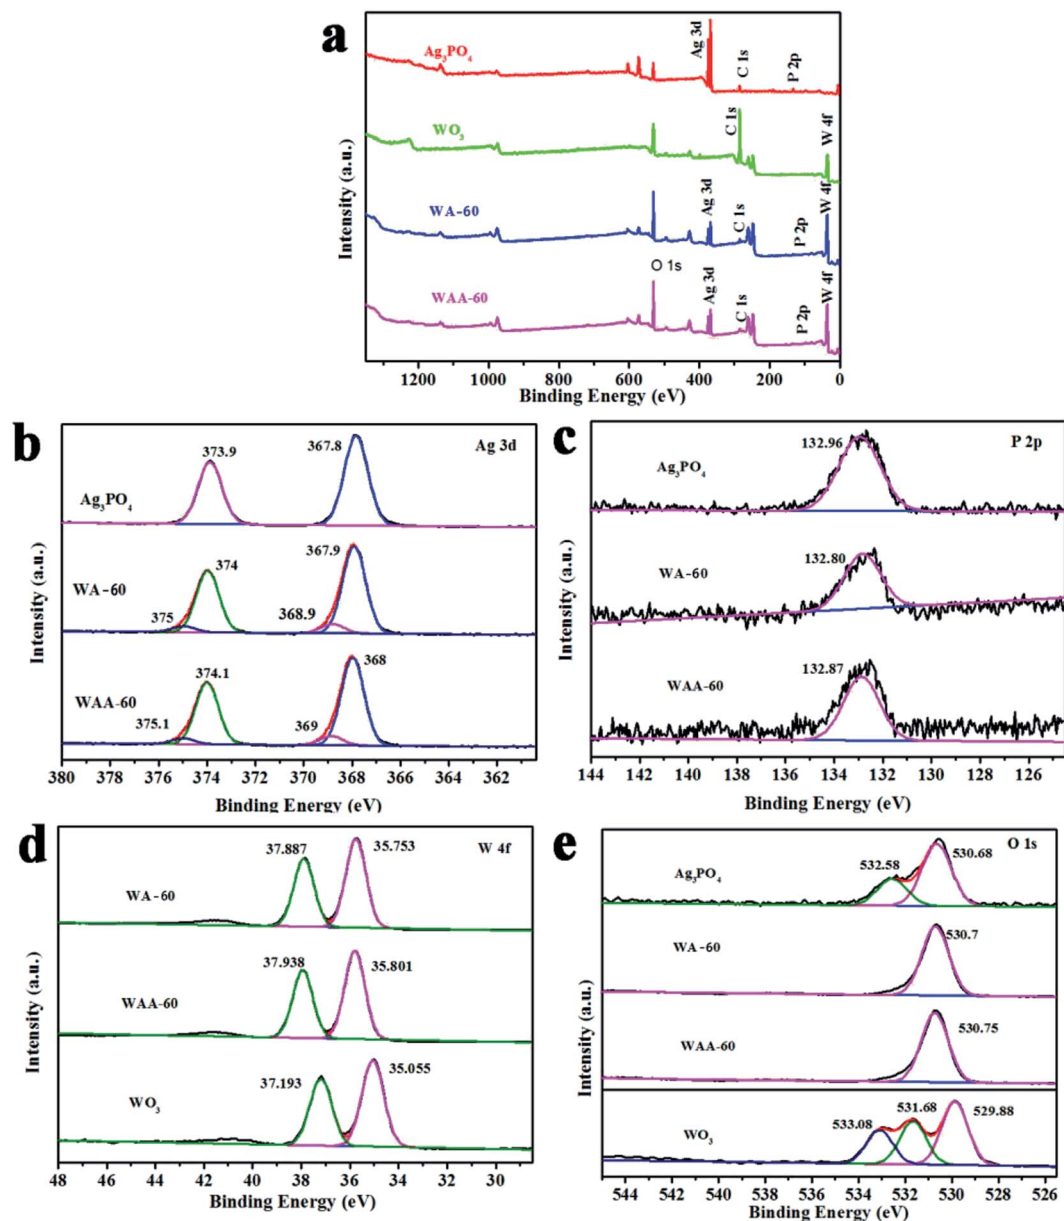 a
Ag₃PO₄
Ag 3d
C 1s
P 2p
WO₃
C 1s
W 4f
WA-60
Ag 3d
C 1s
P 2p
W 4f
O 1s
WAA-60
Ag 3d
C 1s
P 2p
W 4f
Intensity (a.u.)
1200 1000 800 600 400 200 0
Binding Energy (eV)
b
Ag 3d
373.9
367.8
Ag₃PO₄
WA-60
374
367.9
375
368.9
WAA-60
374.1
368
375.1
369
Intensity (a.u.)
380 378 376 374 372 370 368 366 364 362
Binding Energy (eV)
c
P 2p
132.96
Ag₃PO₄
132.80
WA-60
132.87
WAA-60
Intensity (a.u.)
144 142 140 138 136 134 132 130 128 126
Binding Energy (eV)
d
W 4f
WA-60
37.887
35.753
WAA-60
37.938
35.801
WO₃
37.193
35.055
Intensity (a.u.)
48 45 42 39 36 33 30
Binding Energy (eV)
e
O 1s
Ag₃PO₄
532.58
530.68
WA-60
530.7
WAA-60
530.75
WO₃
533.08
531.68
529.88
Intensity (a.u.)
544 542 540 538 536 534 532 530 528 526
Binding Energy (eV)